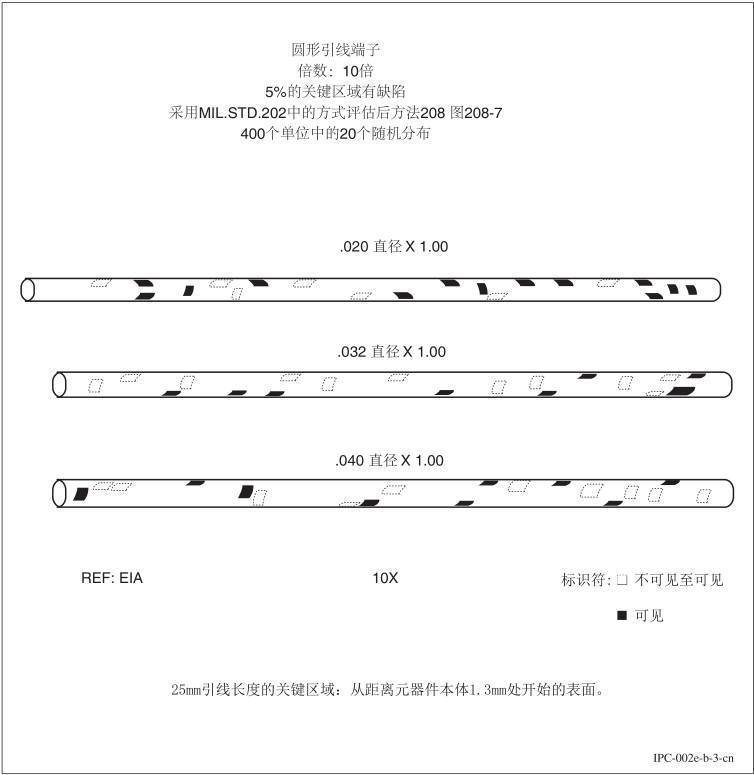 圆形引线端子
倍数: 10倍
5%的关键区域有缺陷
采用MIL.STD.202中的方式评估后方法208 图208-7
400个单位中的20个随机分布
.020 直径 X 1.00
.032 直径 X 1.00
.040 直径 X 1.00
REF: EIA 10X 标识符: □ 不可见至可见
■ 可见
25mm引线长度的关键区域: 从距离元器件本体1.3mm处开始的表面。
IPC-002e-b-3-cn